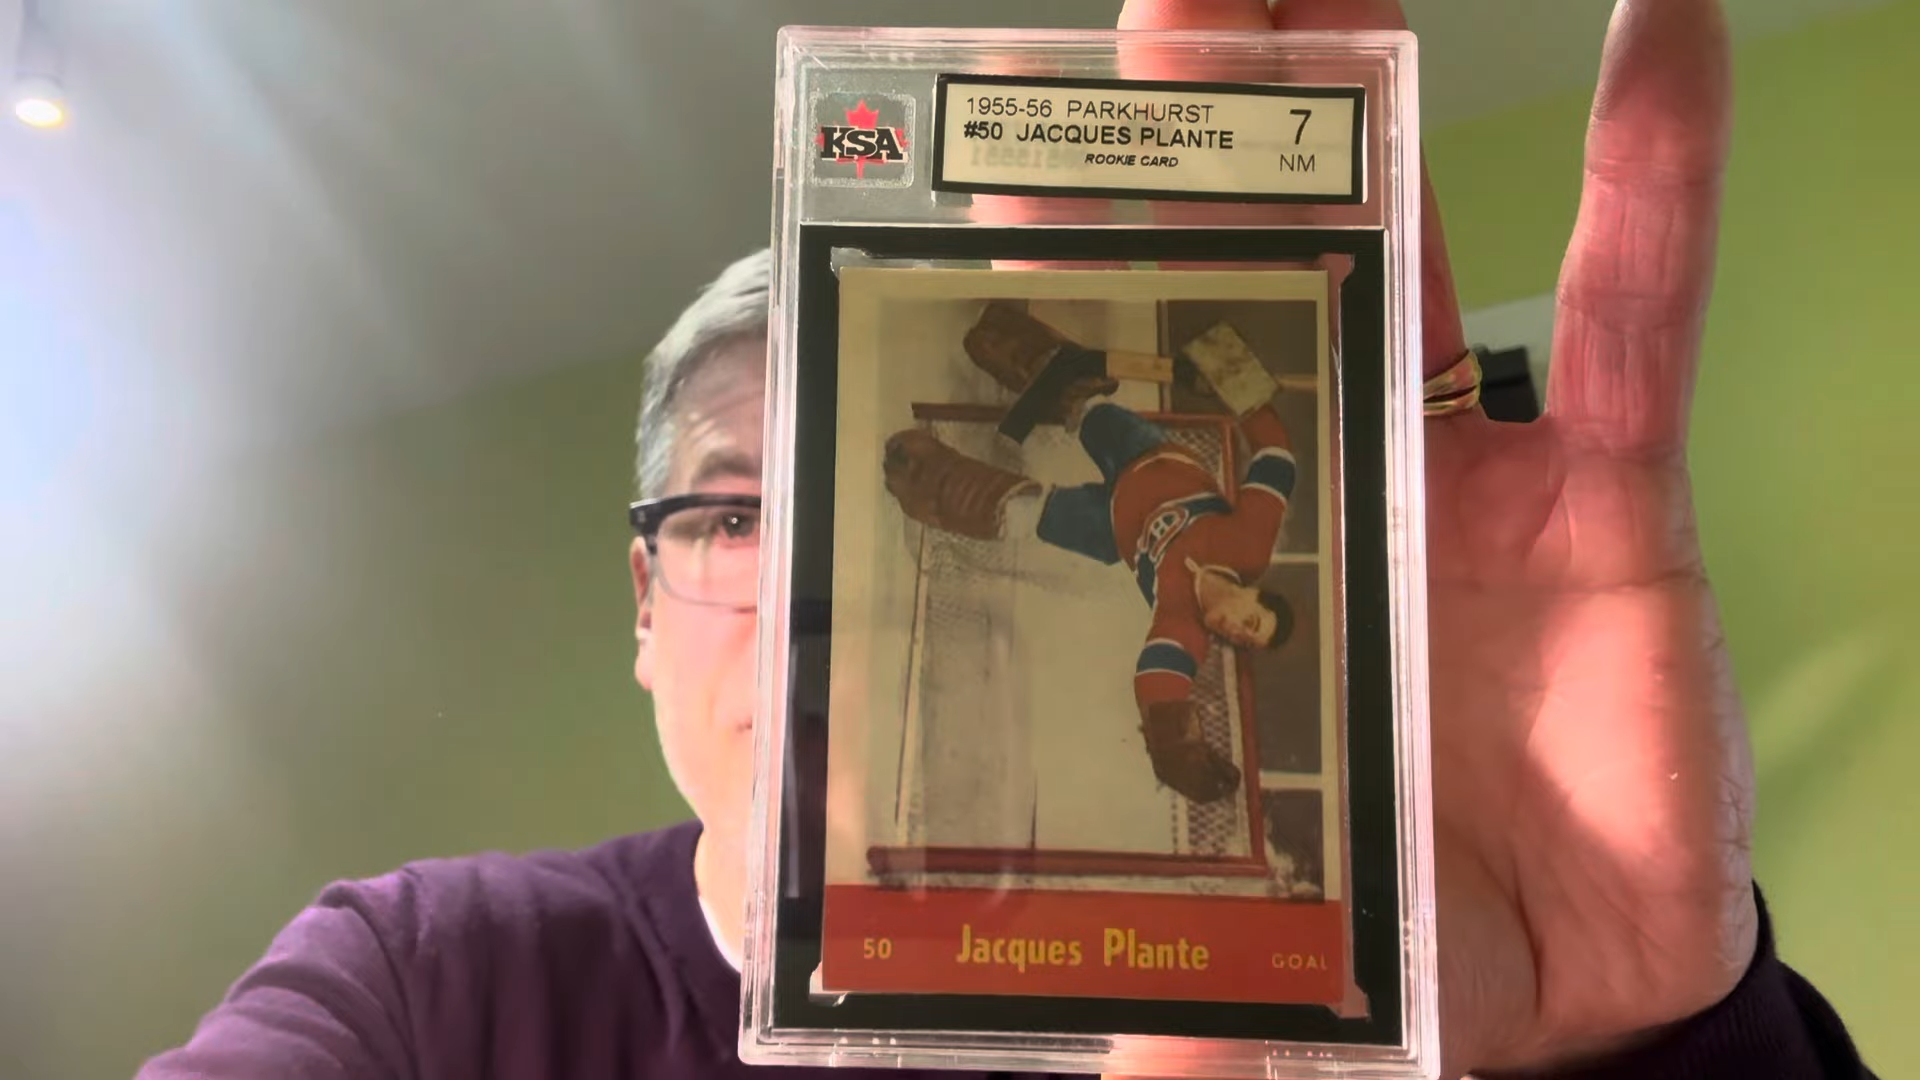 KSA
1955-56 PARKHURST
#50 JACQUES PLANTE
ROOKIE CARD
7
NM
50 Jacques Plante GOAL